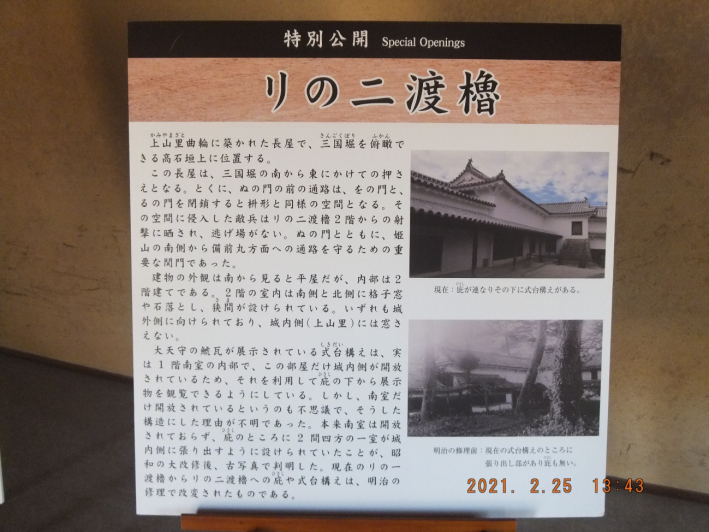 特別公開 Special Openings
リの二渡櫓
上山里曲輪に築かれた長屋で、三国堀を俯瞰で
きる高石垣上に位置する。
この長屋は、三国堀の南から東にかけての押さ
えとなる。とくに、ぬの門の前の通路は、をの門と、
るの門を閉鎖すると枡形と同様の空間となる。そ
の空間に侵入した敵兵はリの二渡櫓2階からの射
撃に晒され、逃げ場がない。ぬの門とともに、姫
山の南側から備前丸方面への通路を守るための重
要な関門であった。
建物の外観は南から見ると平屋だが、内部は2
階建てである。2階の室内は南側と北側に格子窓
や石落とし、狭間が設けられている。いずれも城
外側に向けられており、城内側(上山里)には窓さ
えない。
大天守の鯱瓦が展示されている式台構えは、実
は1階南室の内部で、この部屋だけ城内側が開放
されているため、それを利用して庇の下から展示
物を観覧できるようにしている。しかし、南室だ
け開放されているというのも不思議で、そうした
構造にした理由が不明であった。本来南室は開放
されておらず、庇のところに2間四方の一室が城
内側に張り出すように設けられていたことが、昭
和の大改修後、古写真で判明した。現在のリの一
渡櫓からリの二渡櫓への庇や式台構えは、明治の
修理で改変されたものである。
現在：庇が連なりその下に式台構えがある。
明治の修理前：現在の式台構えのところに
張り出し部があり庇も無い。
2021. 2.25 13:43